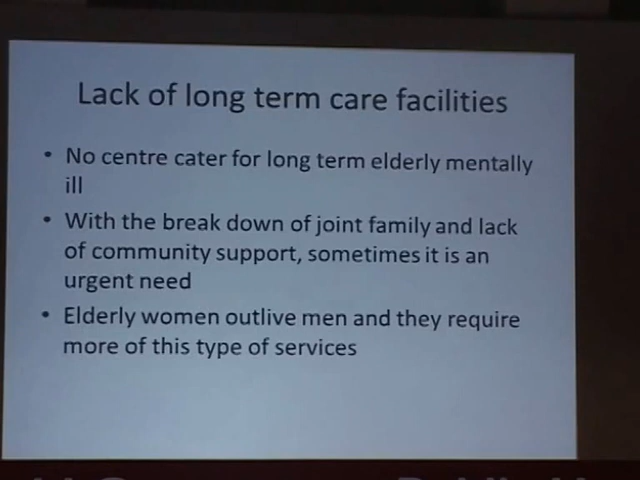 Lack of long term care facilities
• No centre cater for long term elderly mentally
ill
• With the break down of joint family and lack
of community support, sometimes it is an
urgent need
• Elderly women outlive men and they require
more of this type of services